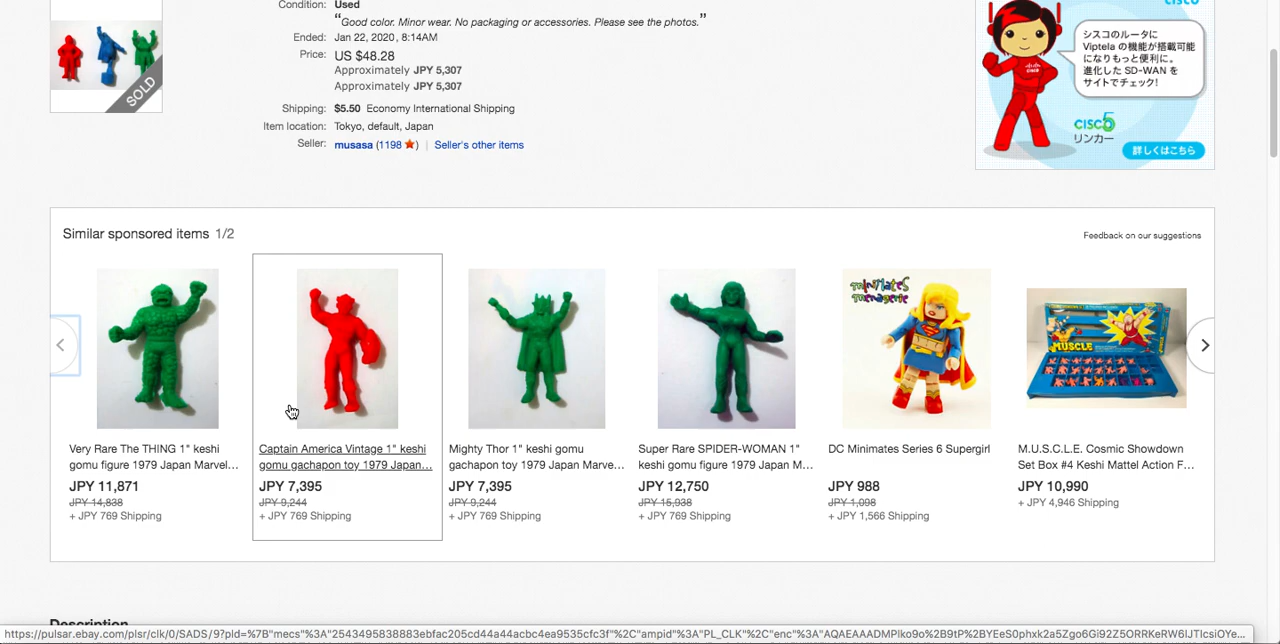 Condition: Used
“Good color. Minor wear. No packaging or accessories. Please see the photos.”
Ended: Jan 22, 2020 , 8:14AM
Price: US $48.28
Approximately JPY 5,307
Approximately JPY 5,307
Shipping: $5.50 Economy International Shipping
Item location: Tokyo, default, Japan
Seller: musasa (1198 ) | Seller's other items
SOLD
cisco
シスコのルータに
Viptela の機能が搭載可能
になりもっと便利に。
進化した SD-WAN を
サイトでチェック!
CISCO
リンカー
詳しくはこちら
Similar sponsored items 1/2
Feedback on our suggestions
miniMates
menagerie
MUSCLE
Very Rare The THING 1" keshi
gomu figure 1979 Japan Marvel...
JPY 11,871
JPY 14,838
+ JPY 769 Shipping
Captain America Vintage 1" keshi
gomu gachapon toy 1979 Japan...
JPY 7,395
JPY 9,244
+ JPY 769 Shipping
Mighty Thor 1" keshi gomu
gachapon toy 1979 Japan Marve...
JPY 7,395
JPY 9,244
+ JPY 769 Shipping
Super Rare SPIDER-WOMAN 1"
keshi gomu figure 1979 Japan M...
JPY 12,750
JPY 15,938
+ JPY 769 Shipping
DC Minimates Series 6 Supergirl
JPY 988
JPY 1,098
+ JPY 1,566 Shipping
M.U.S.C.L.E. Cosmic Showdown
Set Box #4 Keshi Mattel Action F...
JPY 10,990
+ JPY 4,946 Shipping
Description